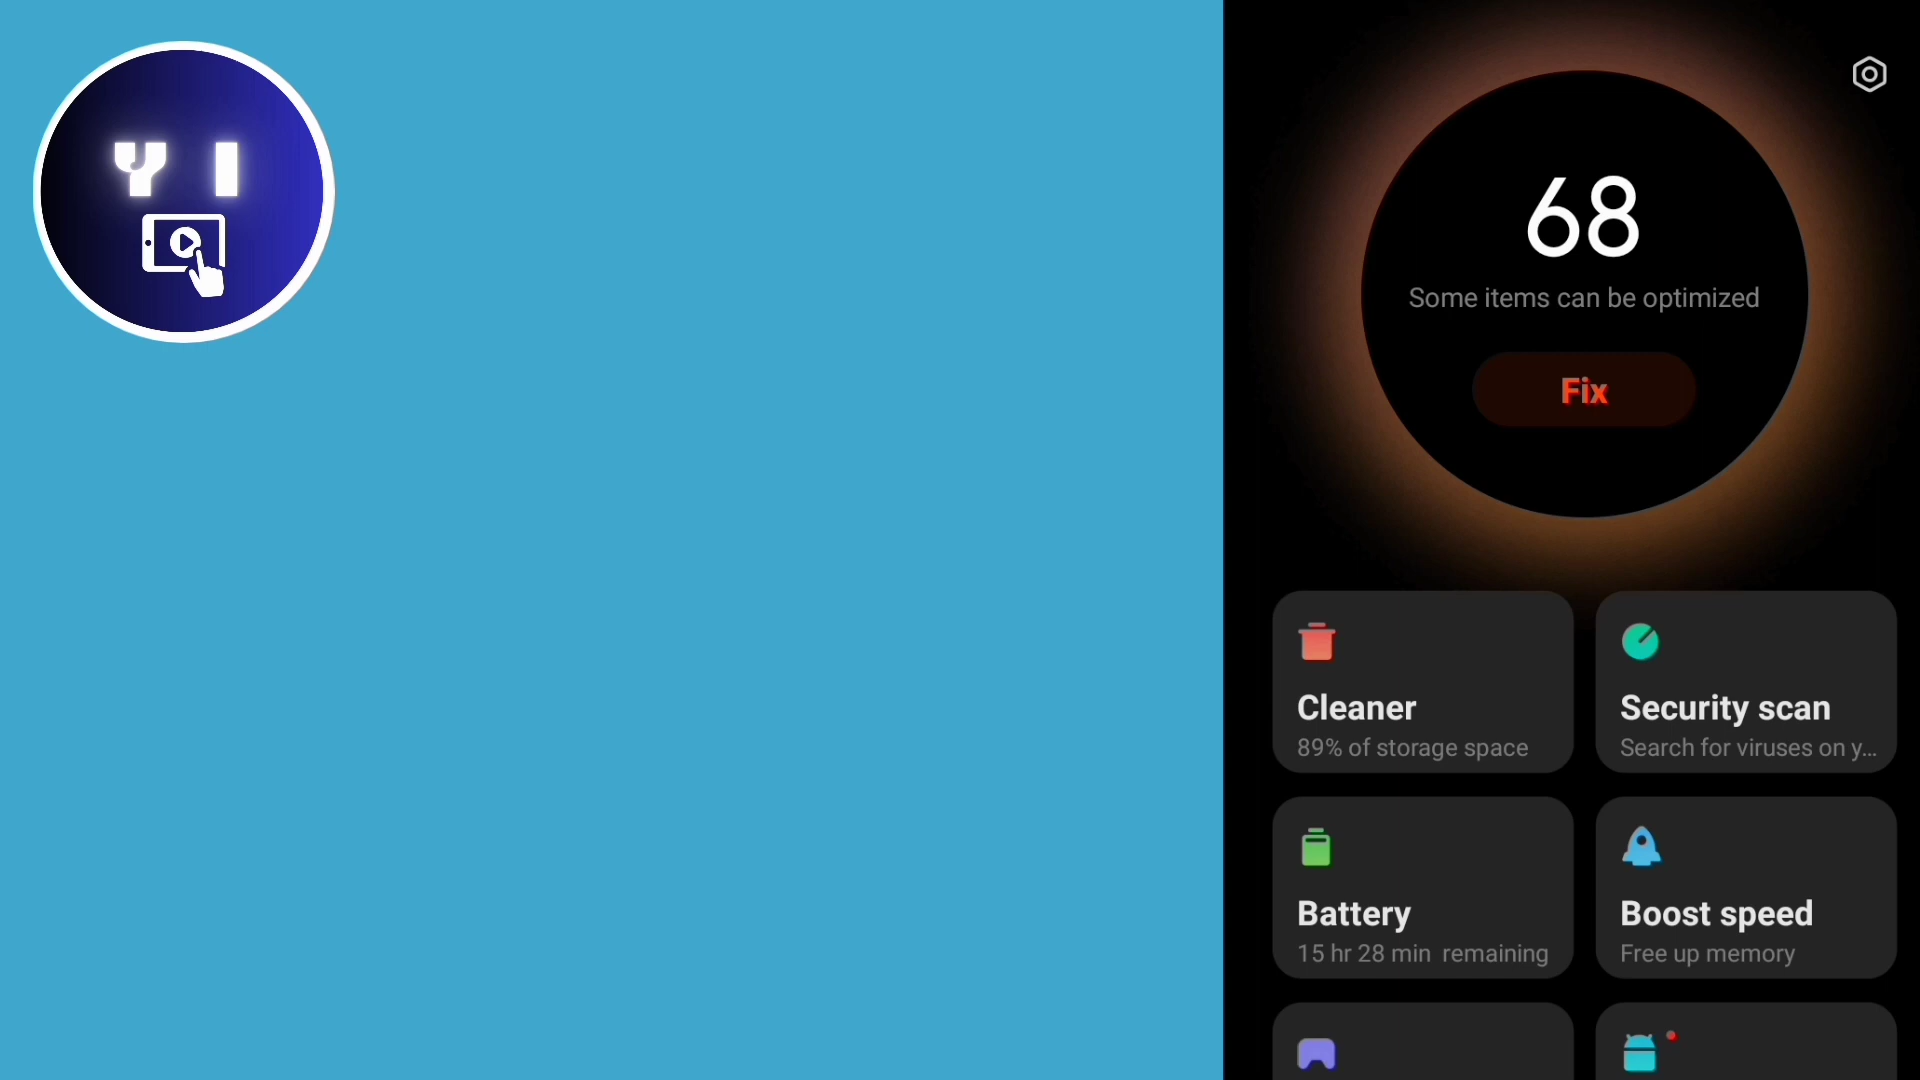 Y I
68
Some items can be optimized
Fix
Cleaner
89% of storage space
Security scan
Search for viruses on y...
Battery
15 hr 28 min remaining
Boost speed
Free up memory